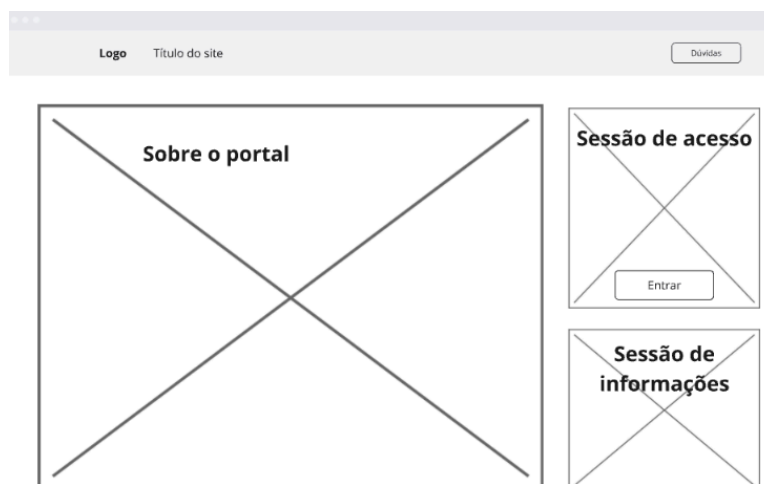 Logo
Título do site
Dúvidas
Sobre o portal
Sessão de acesso
Entrar
Sessão de
informações